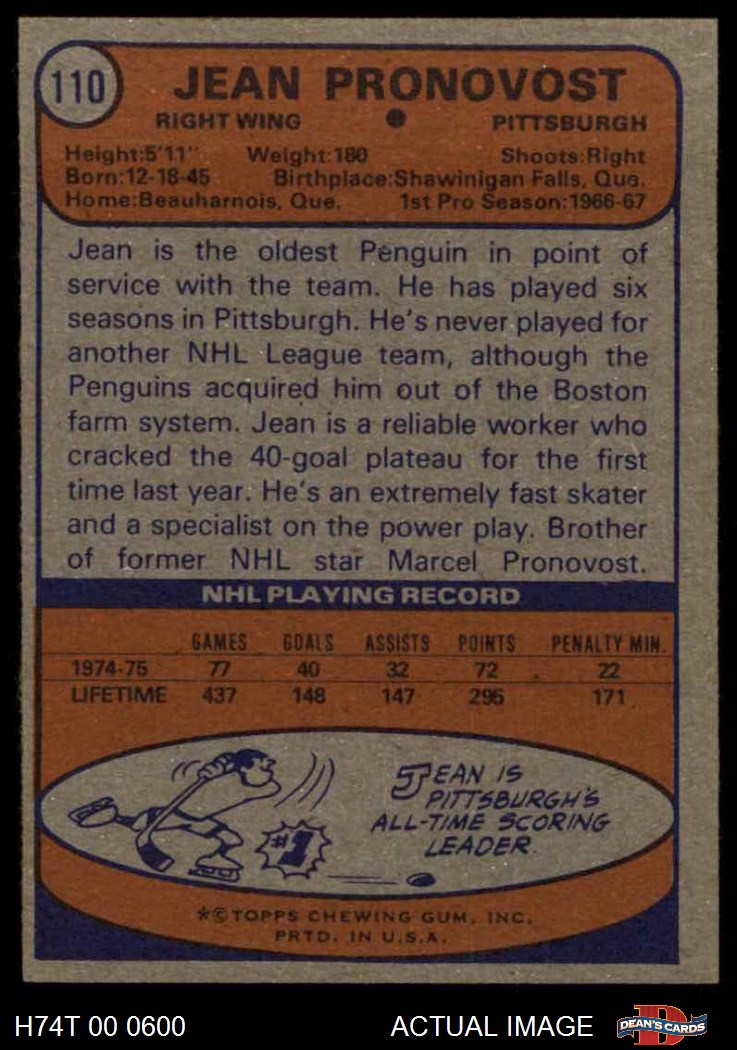 110
JEAN PRONOVOST
RIGHT WING PITTSBURGH
Height:5'11" Weight:180 Shoots:Right
Born:12-18-45 Birthplace:Shawinigan Falls, Que.
Home:Beauharnois, Que. 1st Pro Season:1966-67
Jean is the oldest Penguin in point of
service with the team. He has played six
seasons in Pittsburgh. He's never played for
another NHL League team, although the
Penguins acquired him out of the Boston
farm system. Jean is a reliable worker who
cracked the 40-goal plateau for the first
time last year. He's an extremely fast skater
and a specialist on the power play. Brother
of former NHL star Marcel Pronovost.
NHL PLAYING RECORD
GAMES GOALS ASSISTS POINTS PENALTY MIN.
1974-75 77 40 32 72 22
LIFETIME 437 148 147 295 171
JEAN IS
PITTSBURGH'S
ALL-TIME SCORING
LEADER.
#1
*©TOPPS CHEWING GUM, INC.
PRTD. IN U.S.A.
H74T 00 0600 ACTUAL IMAGE D DEAN'S CARDS